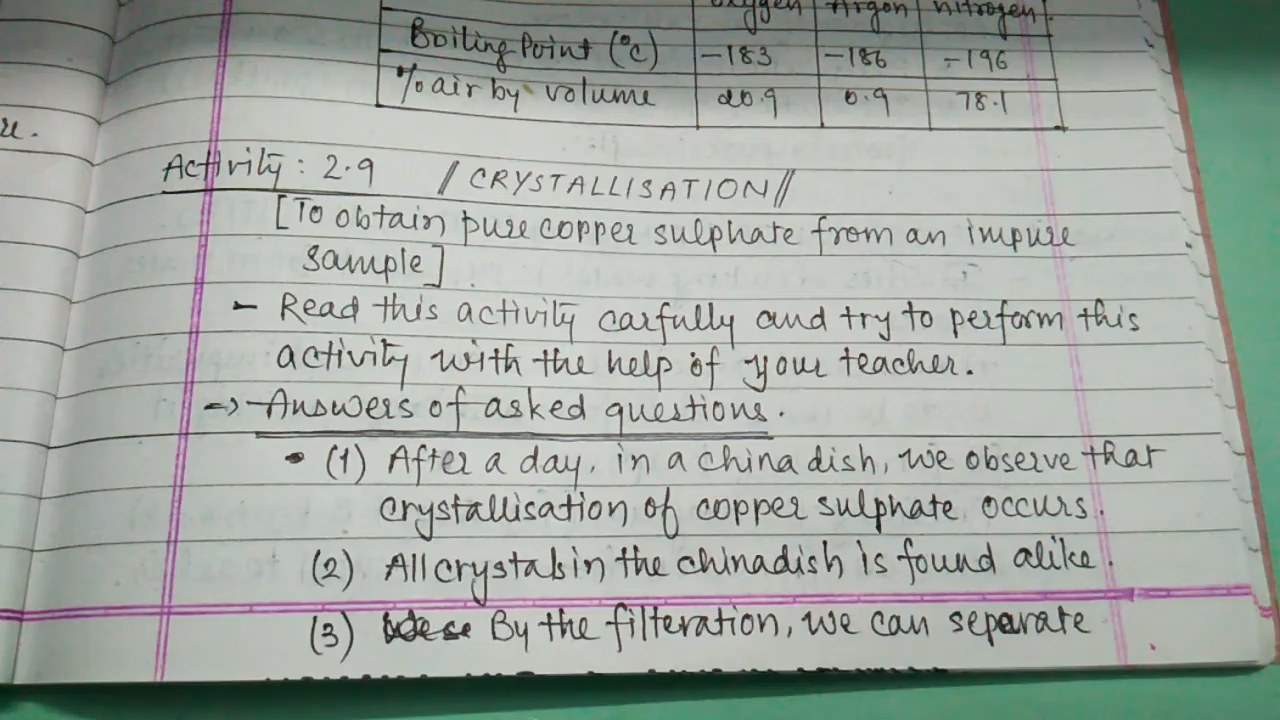 oxygen Argon nitrogen
Boiling Point (°C) -183 -186 -196
% air by volume 20.9 0.9 78.1
Activity : 2.9 / CRYSTALLISATION //
[To obtain pure copper sulphate from an impure
sample]
- Read this activity carfully and try to perform this
activity with the help of your teacher.
-> Answers of asked questions.
• (1) After a day, in a china dish, we observe that
crystallisation of copper sulphate occurs.
(2) All crystals in the chinadish is found alike.
(3) By the filteration, we can separate